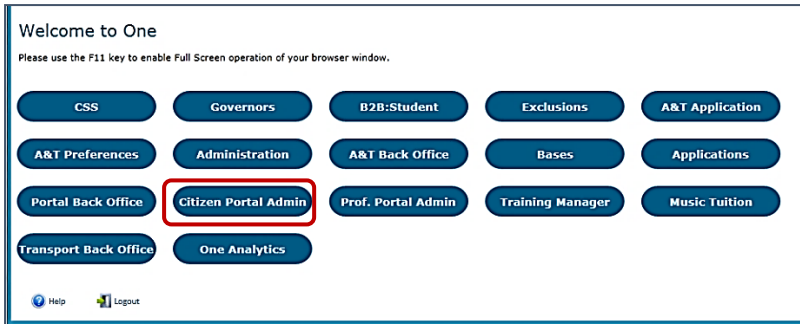 Welcome to One
Please use the F11 key to enable Full Screen operation of your browser window.
CSS Governors B2B:Student Exclusions A&T Application
A&T Preferences Administration A&T Back Office Bases Applications
Portal Back Office Citizen Portal Admin Prof. Portal Admin Training Manager Music Tuition
Transport Back Office One Analytics
Help Logout